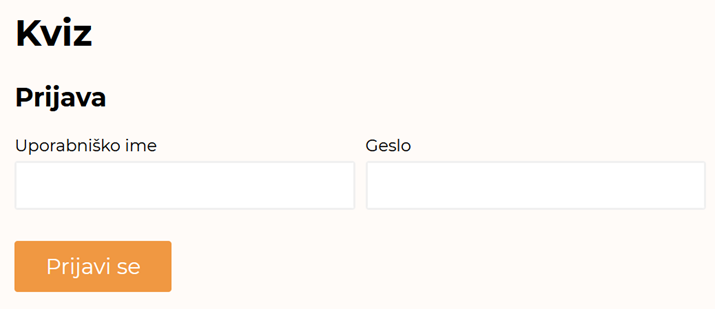 Kviz
Prijava
Uporabniško ime
Geslo
Prijavi se